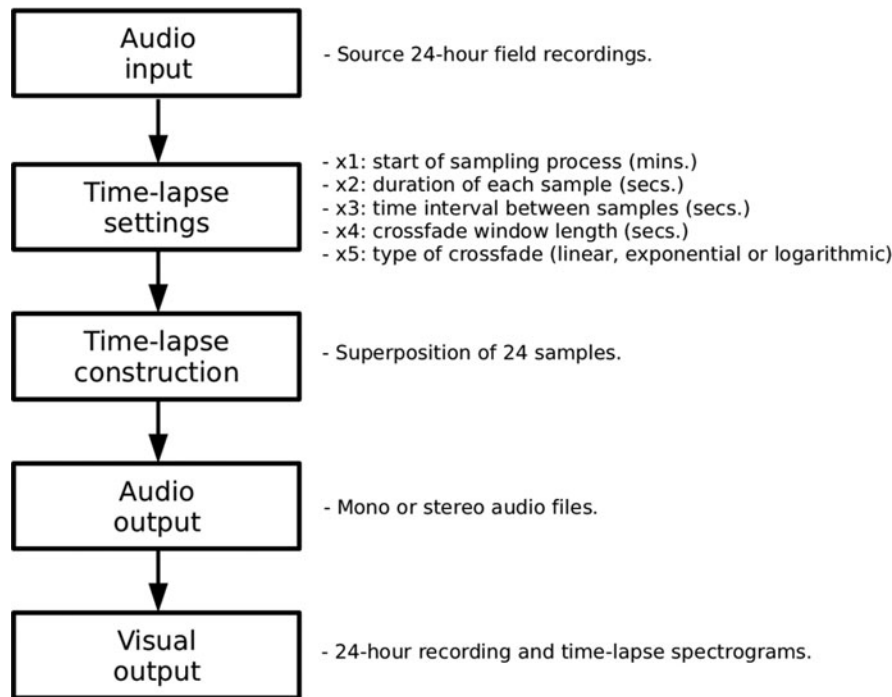 Audio
input
- Source 24-hour field recordings.
Time-lapse
settings
- x1: start of sampling process (mins.)
- x2: duration of each sample (secs.)
- x3: time interval between samples (secs.)
- x4: crossfade window length (secs.)
- x5: type of crossfade (linear, exponential or logarithmic)
Time-lapse
construction
- Superposition of 24 samples.
Audio
output
- Mono or stereo audio files.
Visual
output
- 24-hour recording and time-lapse spectrograms.